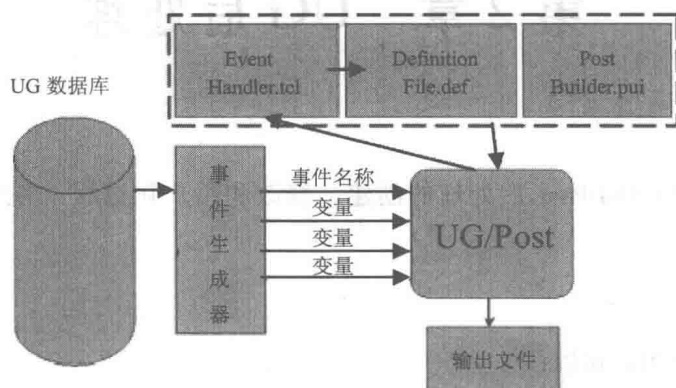 Event
Handler.tcl
Definition
File.def
Post
Builder.pui
UG 数据库
事件生成器
事件名称
变量
变量
变量
UG/Post
输出文件